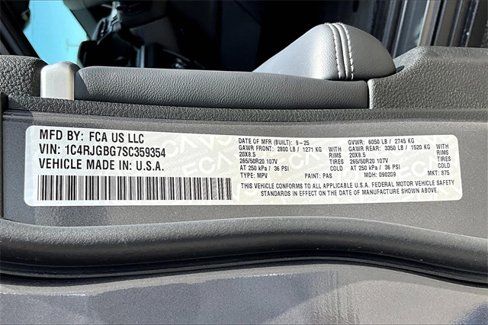 MFD BY: FCA US LLC
VIN: 1C4RJGBG7SC359354
VEHICLE MADE IN U.S.A.
DATE OF MFR (BUILT): 9-25 GVWR: 6050 LB / 2745 KG
GAWR FRONT: 2800 LB / 1271 KG WITH GAWR REAR: 3350 LB / 1520 KG WITH
20X8.5 RIMS 20X8.5 RIMS
265/50R20 107V TIRES 265/50R20 107V TIRES
AT 250 kPa / 36 PSI AT 250 kPa / 36 PSI
TYPE: MPV PAINT: PAS MDH: 090209 MKT: 875
THIS VEHICLE CONFORMS TO ALL APPLICABLE U.S.A. FEDERAL MOTOR VEHICLE SAFETY
STANDARDS IN EFFECT ON THE DATE OF MANUFACTURE SHOWN ABOVE.